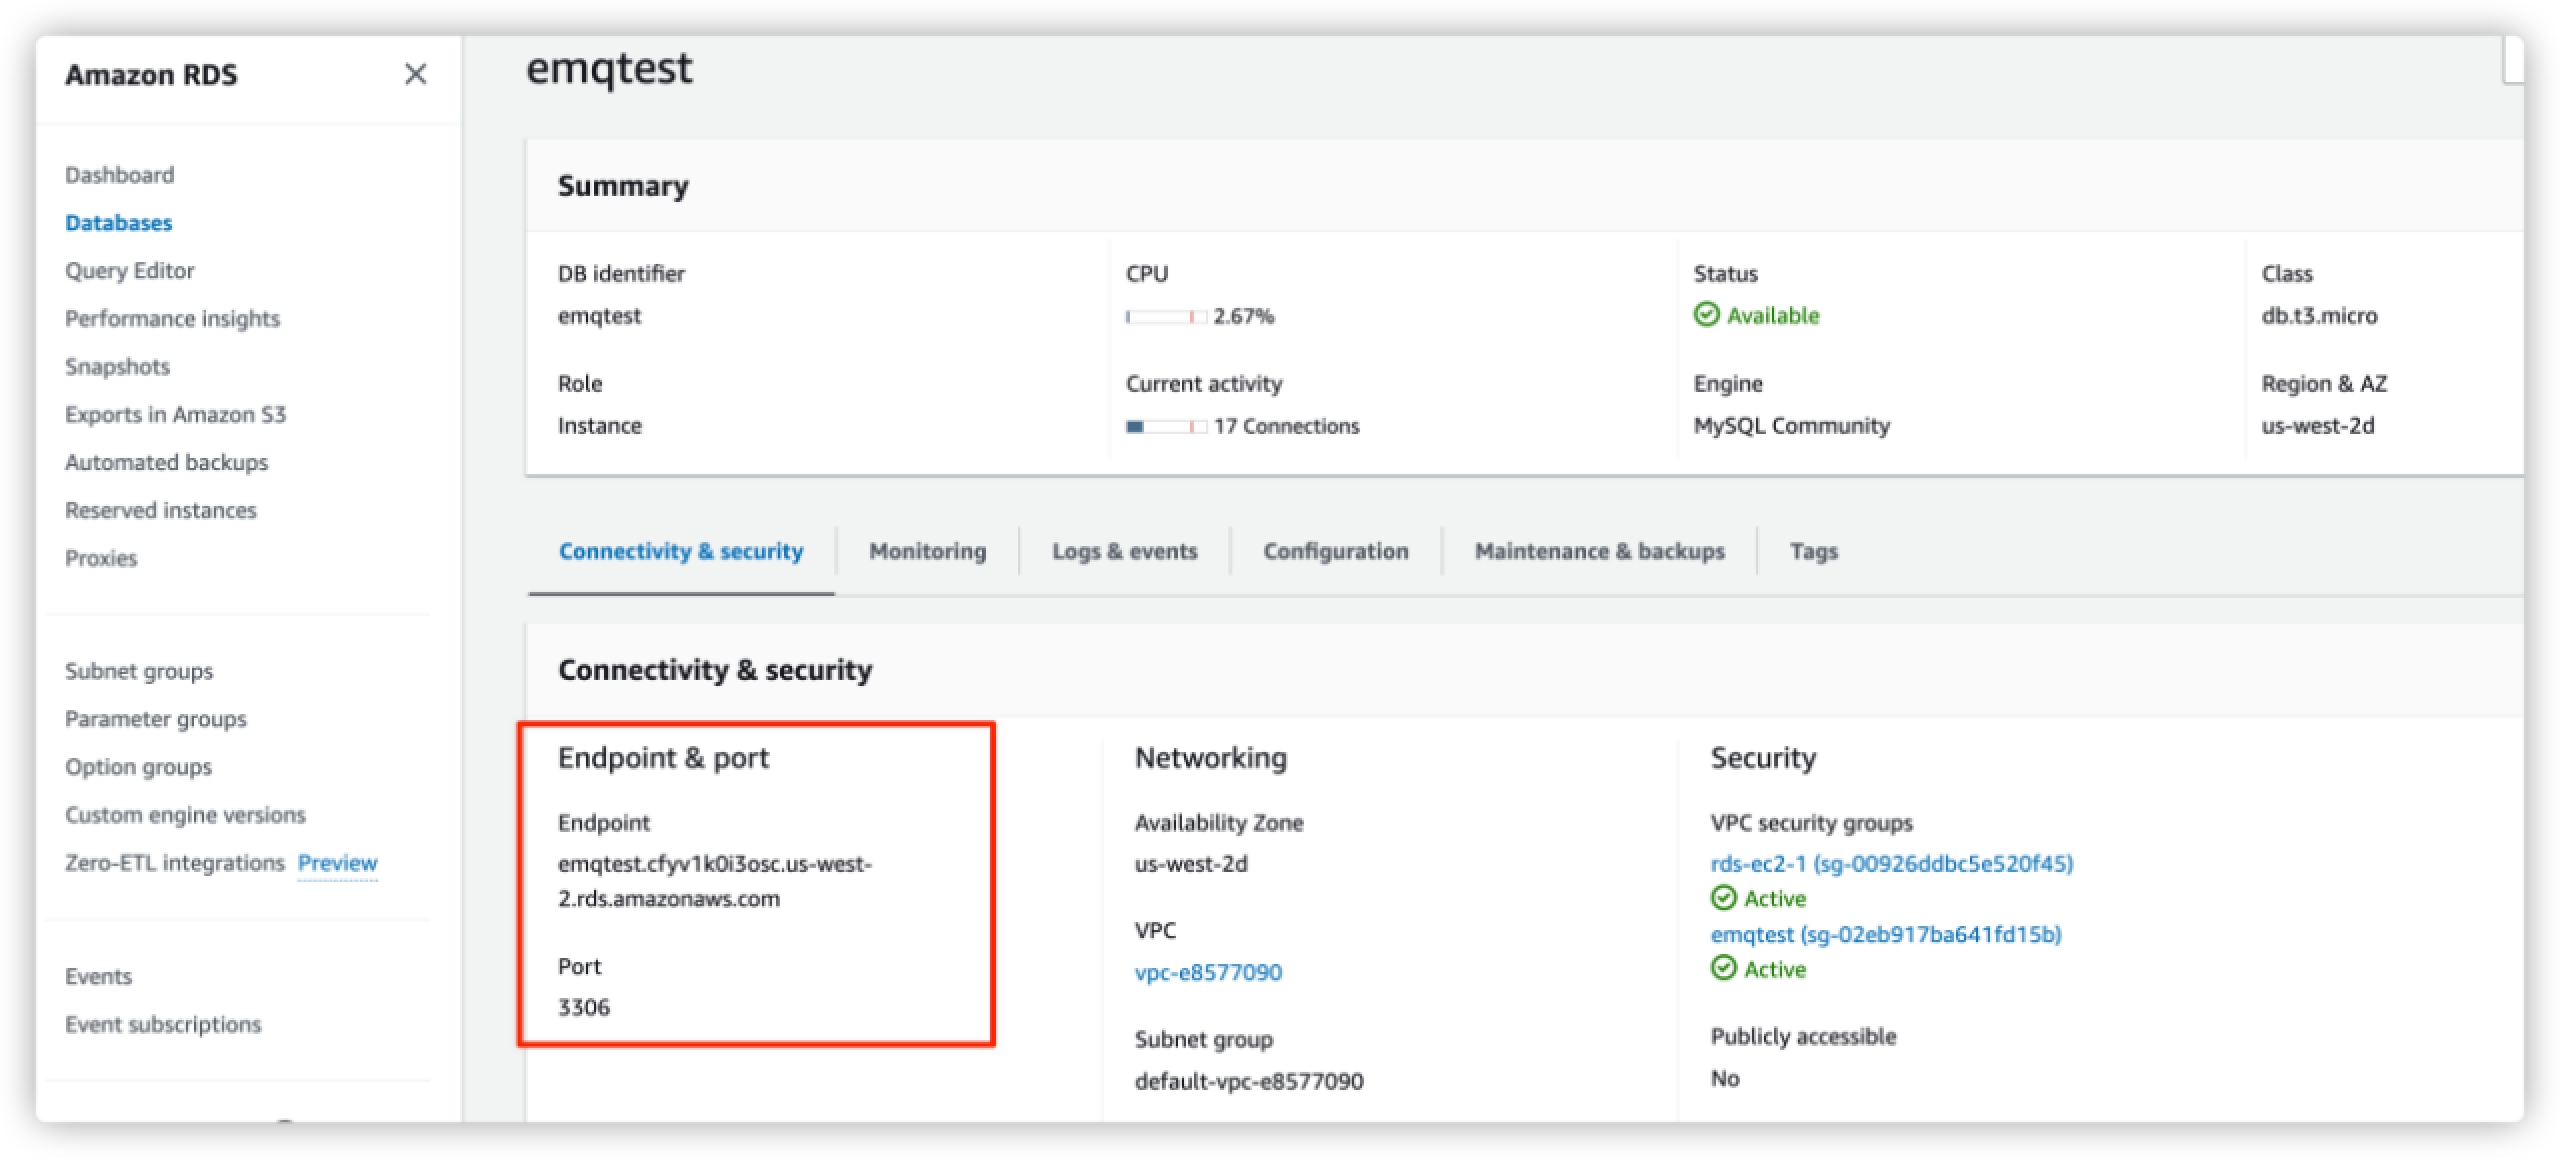 Amazon RDS
Dashboard
Databases
Query Editor
Performance insights
Snapshots
Exports in Amazon S3
Automated backups
Reserved instances
Proxies
Subnet groups
Parameter groups
Option groups
Custom engine versions
Zero-ETL integrations Preview
Events
Event subscriptions
emqtest
Summary
DB identifier
emqtest
CPU
2.67%
Status
Available
Class
db.t3.micro
Role
Instance
Current activity
17 Connections
Engine
MySQL Community
Region & AZ
us-west-2d
Connectivity & security
Monitoring
Logs & events
Configuration
Maintenance & backups
Tags
Connectivity & security
Endpoint & port
Endpoint
emqtest.cfyv1k0i3osc.us-west-
2.rds.amazonaws.com
Port
3306
Networking
Availability Zone
us-west-2d
VPC
vpc-e8577090
Subnet group
default-vpc-e8577090
Security
VPC security groups
rds-ec2-1 (sg-00926ddbc5e520f45)
Active
emqtest (sg-02eb917ba641fd15b)
Active
Publicly accessible
No